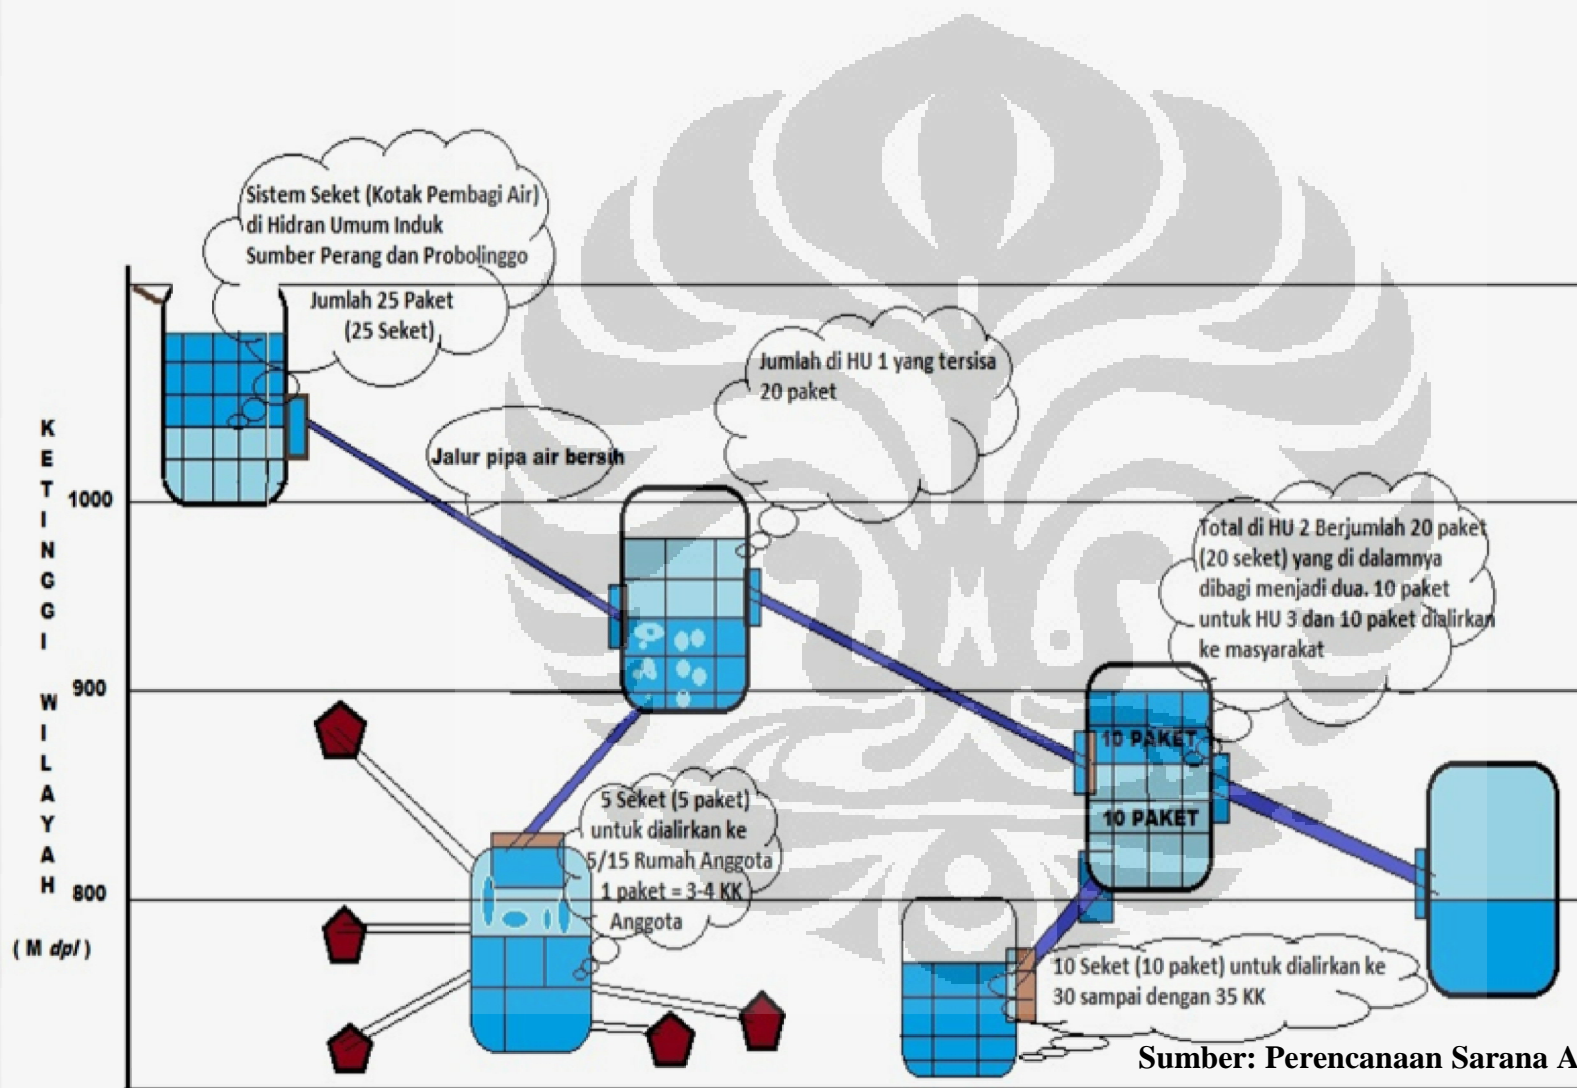 Sistem Seket (Kotak Pembagi Air)
di Hidran Umum Induk
Sumber Perang dan Probolinggo
Jumlah 25 Paket
(25 Seket)
Jumlah di HU 1 yang tersisa
20 paket
Jalur pipa air bersih
KETINGGI WILAYAH
(M dpl)
1000
900
800
Total di HU 2 Berjumlah 20 paket
(20 seket) yang di dalamnya
dibagi menjadi dua. 10 paket
untuk HU 3 dan 10 paket dialirkan
ke masyarakat
10 PAKET
10 PAKET
5 Seket (5 paket)
untuk dialirkan ke
5/15 Rumah Anggota
1 paket = 3-4 KK
Anggota
10 Seket (10 paket) untuk dialirkan ke
30 sampai dengan 35 KK
Sumber: Perencanaan Sarana A